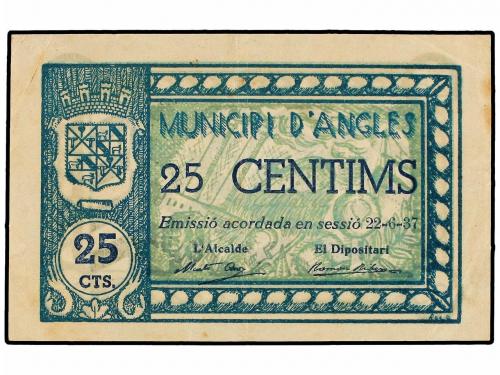 MUNICIPI D'ANGLES
25 CENTIMS
Emissió acordada en sessió 22-6-37
L'Alcalde
El Dipositari
25
CTS.